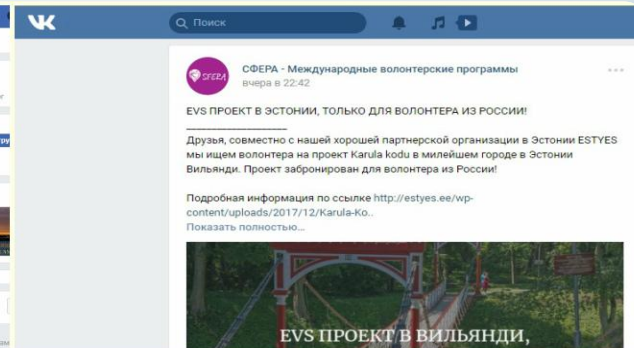 Поиск
SFERA
СФЕРА - Международные волонтерские программы
вчера в 22:42
EVS ПРОЕКТ В ЭСТОНИИ, ТОЛЬКО ДЛЯ ВОЛОНТЕРА ИЗ РОССИИ!
Друзья, совместно с нашей хорошей партнерской организации в Эстонии ESTYES
мы ищем волонтера на проект Karula kodu в милейшем городе в Эстонии
Вильянди. Проект забронирован для волонтера из России!
Подробная информация по ссылке http://estyes.ee/wp-
content/uploads/2017/12/Karula-Ko..
Показать полностью...
EVS ПРОЕКТ В ВИЛЬЯНДИ,